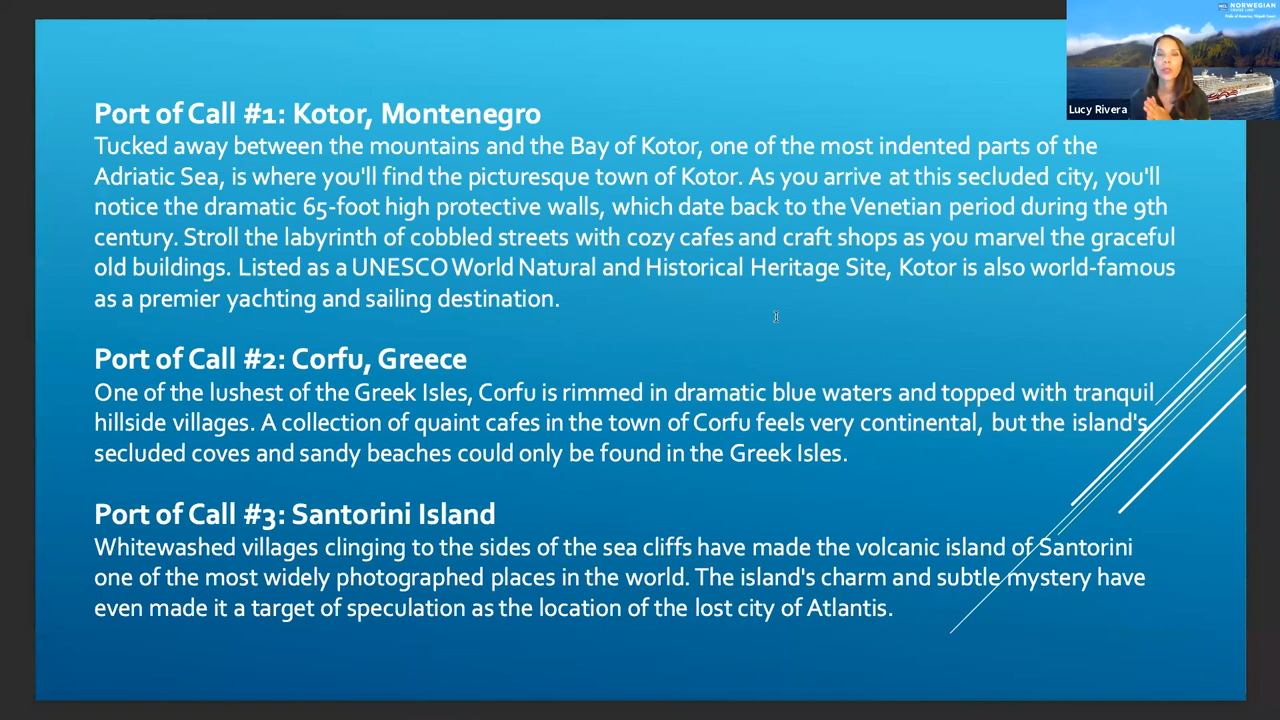 NCL NORWEGIAN
CRUISE LINE
Lucy Rivera
Port of Call #1: Kotor, Montenegro
Tucked away between the mountains and the Bay of Kotor, one of the most indented parts of the
Adriatic Sea, is where you'll find the picturesque town of Kotor. As you arrive at this secluded city, you'll
notice the dramatic 65-foot high protective walls, which date back to the Venetian period during the 9th
century. Stroll the labyrinth of cobbled streets with cozy cafes and craft shops as you marvel the graceful
old buildings. Listed as a UNESCO World Natural and Historical Heritage Site, Kotor is also world-famous
as a premier yachting and sailing destination.
Port of Call #2: Corfu, Greece
One of the lushest of the Greek Isles, Corfu is rimmed in dramatic blue waters and topped with tranquil
hillside villages. A collection of quaint cafes in the town of Corfu feels very continental, but the island's
secluded coves and sandy beaches could only be found in the Greek Isles.
Port of Call #3: Santorini Island
Whitewashed villages clinging to the sides of the sea cliffs have made the volcanic island of Santorini
one of the most widely photographed places in the world. The island's charm and subtle mystery have
even made it a target of speculation as the location of the lost city of Atlantis.